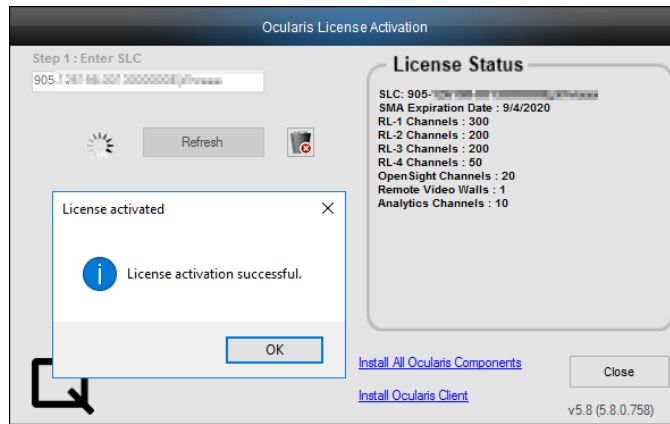 Ocularis License Activation
Step 1 : Enter SLC
905-
Refresh
License Status
SLC: 905-
SMA Expiration Date : 9/4/2020
RL-1 Channels : 300
RL-2 Channels : 200
RL-3 Channels : 200
RL-4 Channels : 50
OpenSight Channels : 20
Remote Video Walls : 1
Analytics Channels : 10
License activated
License activation successful.
OK
Install All Ocularis Components
Install Ocularis Client
Close
v5.8 (5.8.0.758)